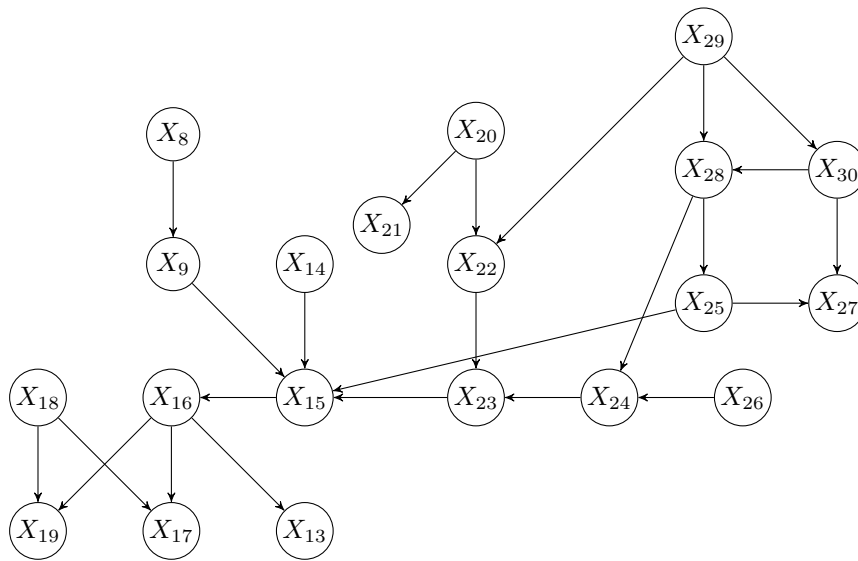 X₂₉
X₈
X₂₀
X₂₈
X₃₀
X₂₁
X₉
X₁₄
X₂₂
X₂₅
X₂₇
X₁₈
X₁₆
X₁₅
X₂₃
X₂₄
X₂₆
X₁₉
X₁₇
X₁₃